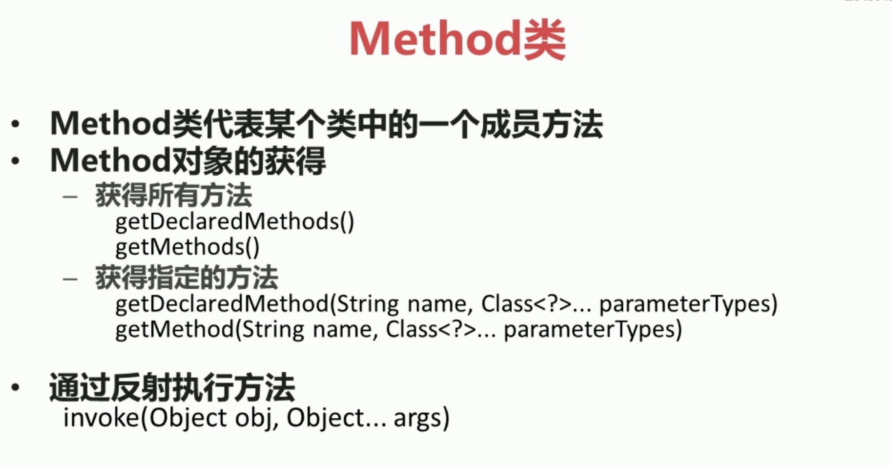 Method类
• Method类代表某个类中的一个成员方法
• Method对象的获得
– 获得所有方法
getDeclaredMethods()
getMethods()
– 获得指定的方法
getDeclaredMethod(String name, Class<?>... parameterTypes)
getMethod(String name, Class<?>... parameterTypes)
• 通过反射执行方法
invoke(Object obj, Object... args)